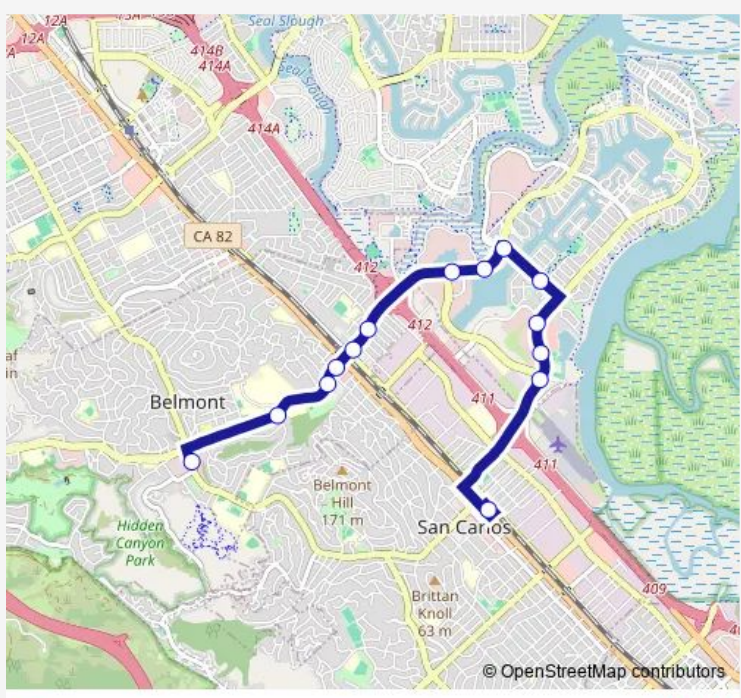 12A
13A
Seal Slough
12A
414B
414A
Seal Slough
414A
CA 82
412
412
Belmont
411
411
Belmont
Hill
171 m
San Carlos
Hidden
Canyon
Park
Brittan
Knoll
63 m
409
© OpenStreetMap contributors